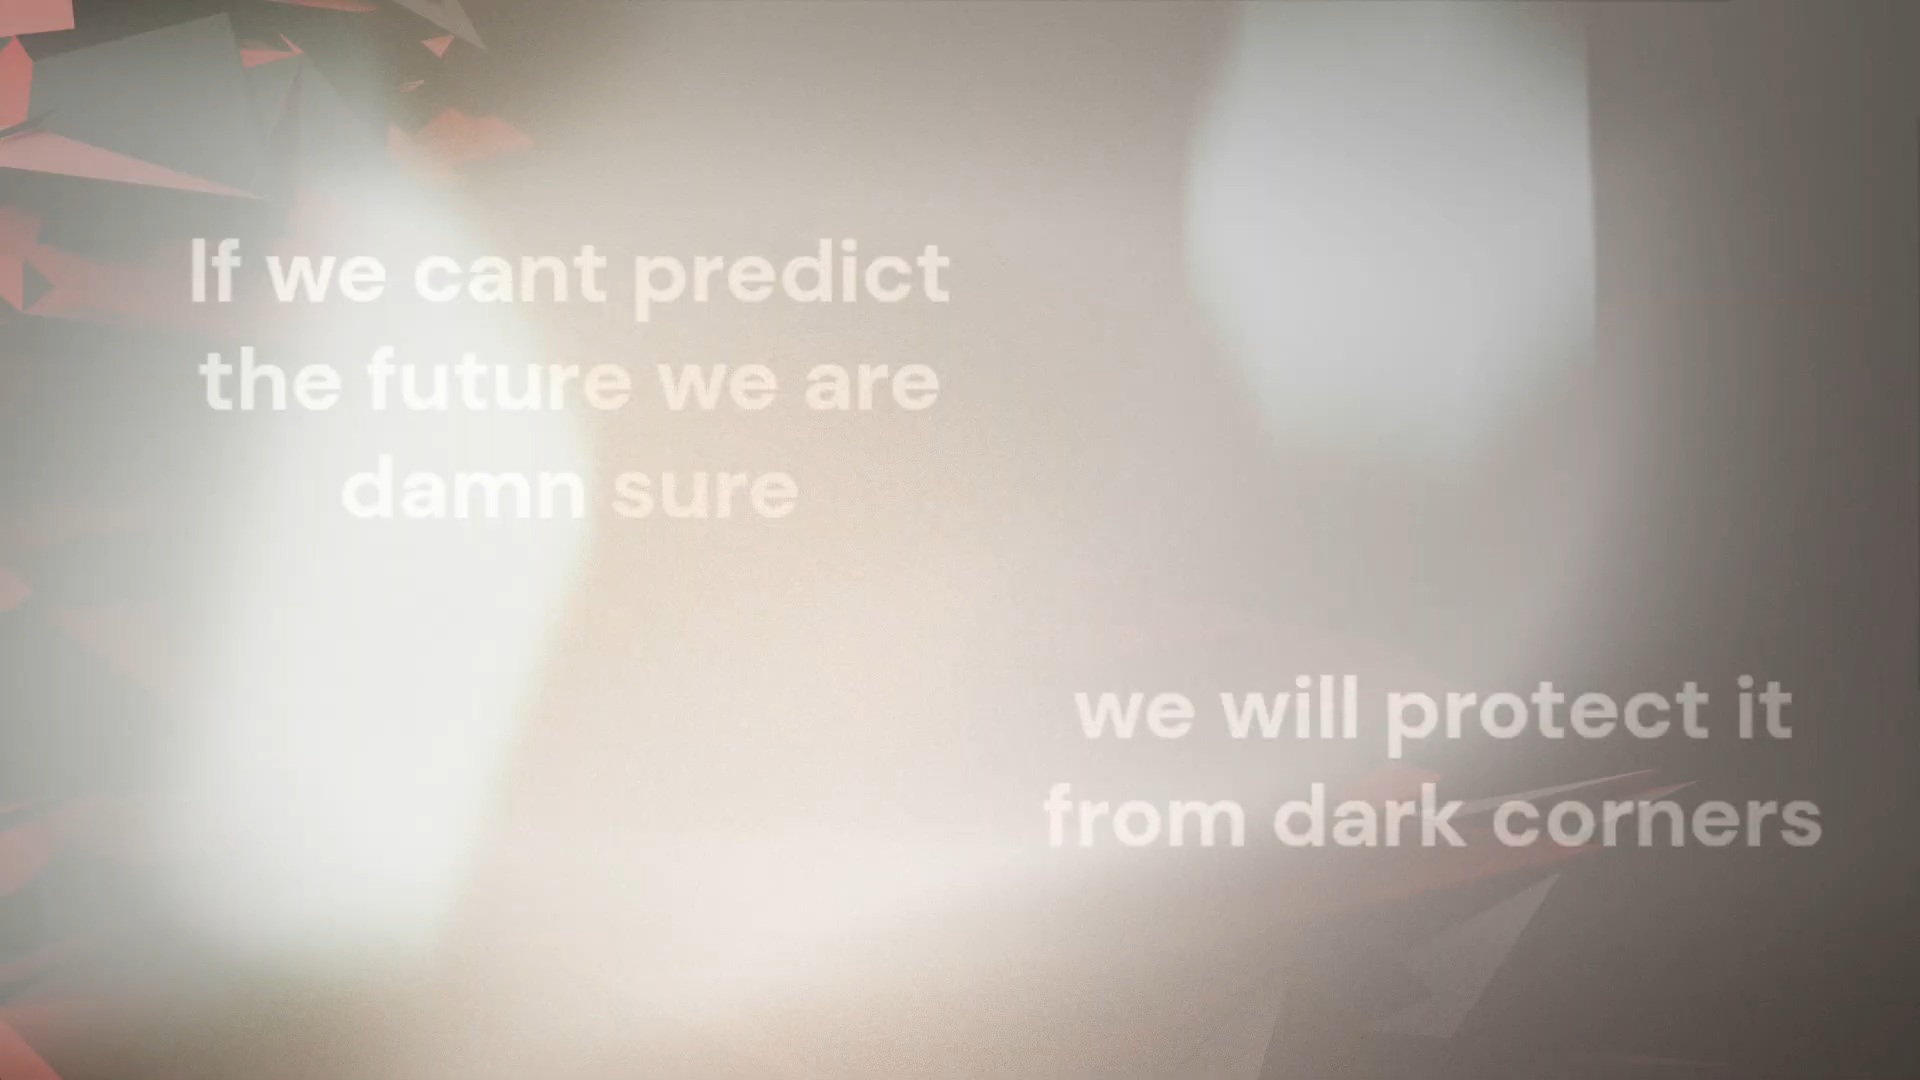 If we cant predict
the future we are
damn sure
we will protect it
from dark corners